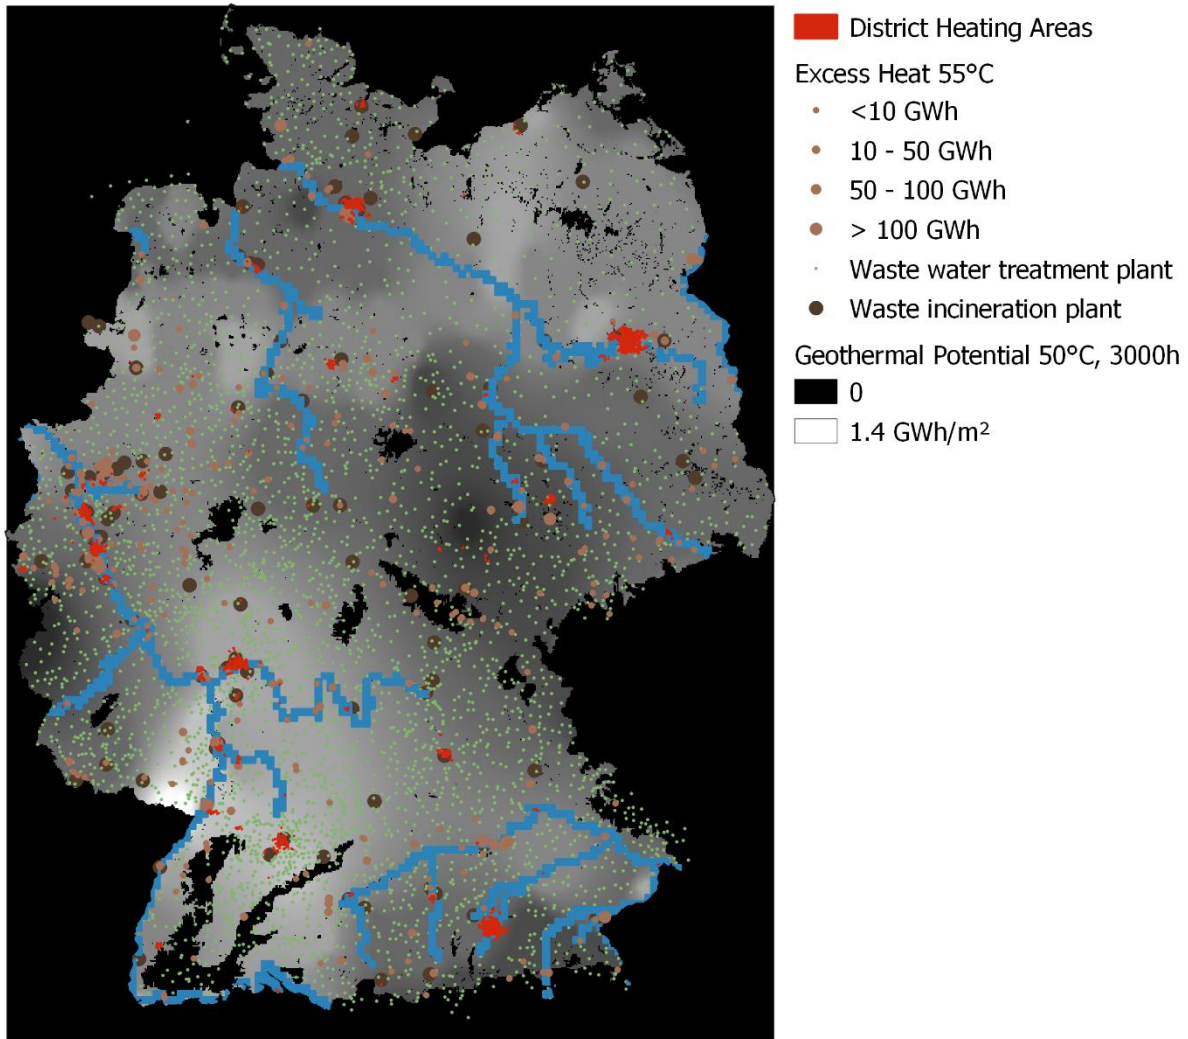 District Heating Areas
Excess Heat 55°C
<10 GWh
10 - 50 GWh
50 - 100 GWh
> 100 GWh
Waste water treatment plant
Waste incineration plant
Geothermal Potential 50°C, 3000h
0
1.4 GWh/m²